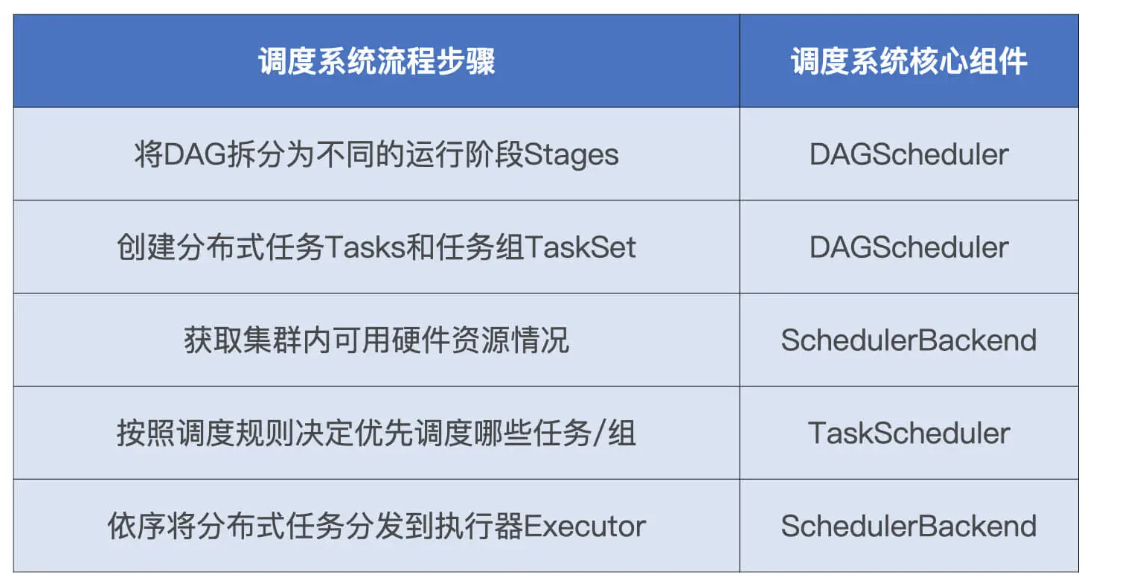 调度系统流程步骤 调度系统核心组件
将DAG拆分为不同的运行阶段Stages DAGScheduler
创建分布式任务Tasks和任务组TaskSet DAGScheduler
获取集群内可用硬件资源情况 SchedulerBackend
按照调度规则决定优先调度哪些任务/组 TaskScheduler
依序将分布式任务分发到执行器Executor SchedulerBackend